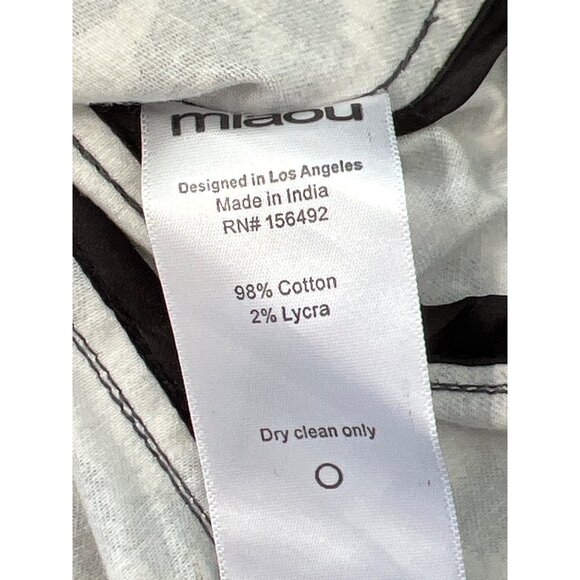 miaou
Designed in Los Angeles
Made in India
RN# 156492
98% Cotton
2% Lycra
Dry clean only